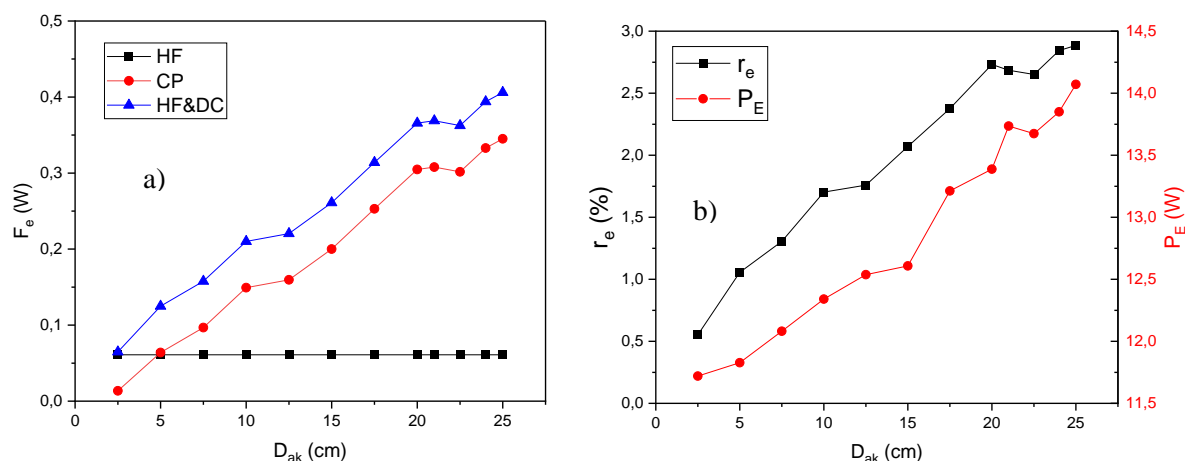 0,5
0,4
0,3
0,2
0,1
0,0
F_e (W)
HF
CP
HF&DC
a)
0 5 10 15 20 25
D_ak (cm)
3,0
2,5
2,0
1,5
1,0
0,5
0,0
r_e (%)
r_e
P_E
b)
14,5
14,0
13,5
13,0
12,5
12,0
11,5
P_E (W)
0 5 10 15 20 25
D_ak (cm)